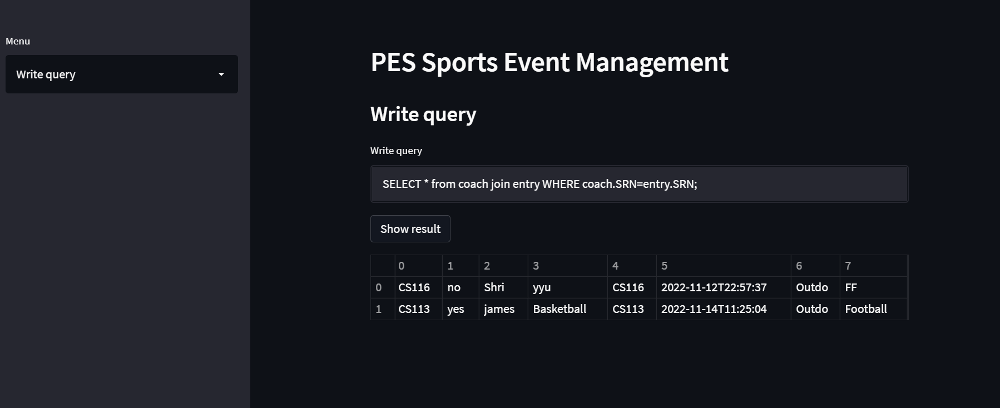 Menu
Write query
PES Sports Event Management
Write query
Write query
SELECT * from coach join entry WHERE coach.SRN=entry.SRN;
Show result
0 1 2 3 4 5 6 7
0 CS116 no Shri yyu CS116 2022-11-12T22:57:37 Outdo FF
1 CS113 yes james Basketball CS113 2022-11-14T11:25:04 Outdo Football